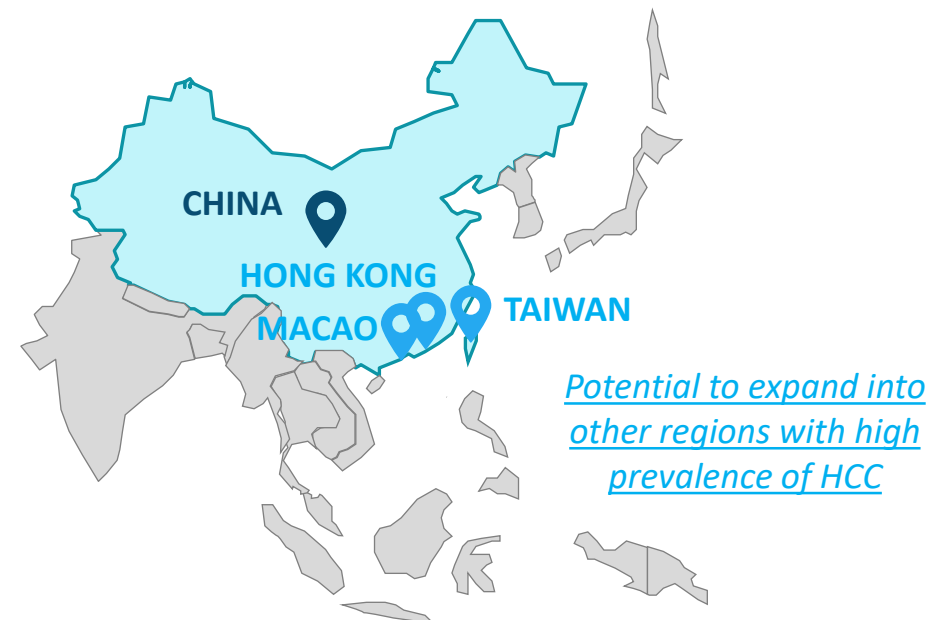 CHINA
HONG KONG
MACAO
TAIWAN
Potential to expand into
other regions with high
prevalence of HCC